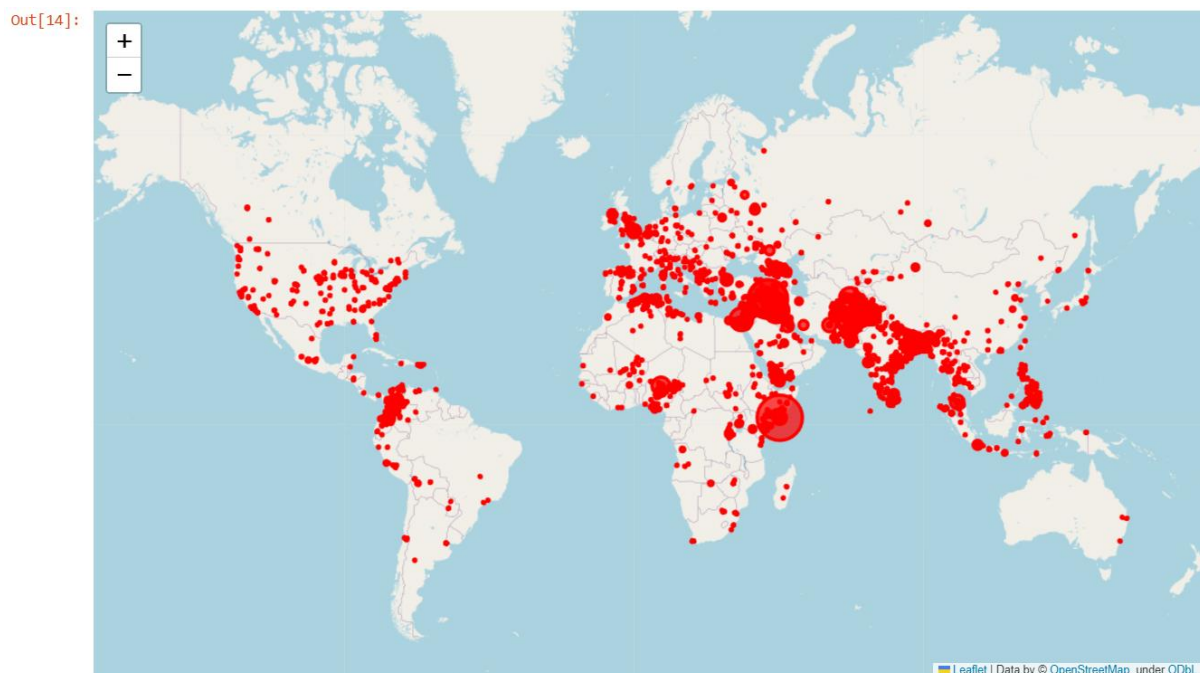 Out[14]:
+
−
Leaflet | Data by © OpenStreetMap, under ODbL